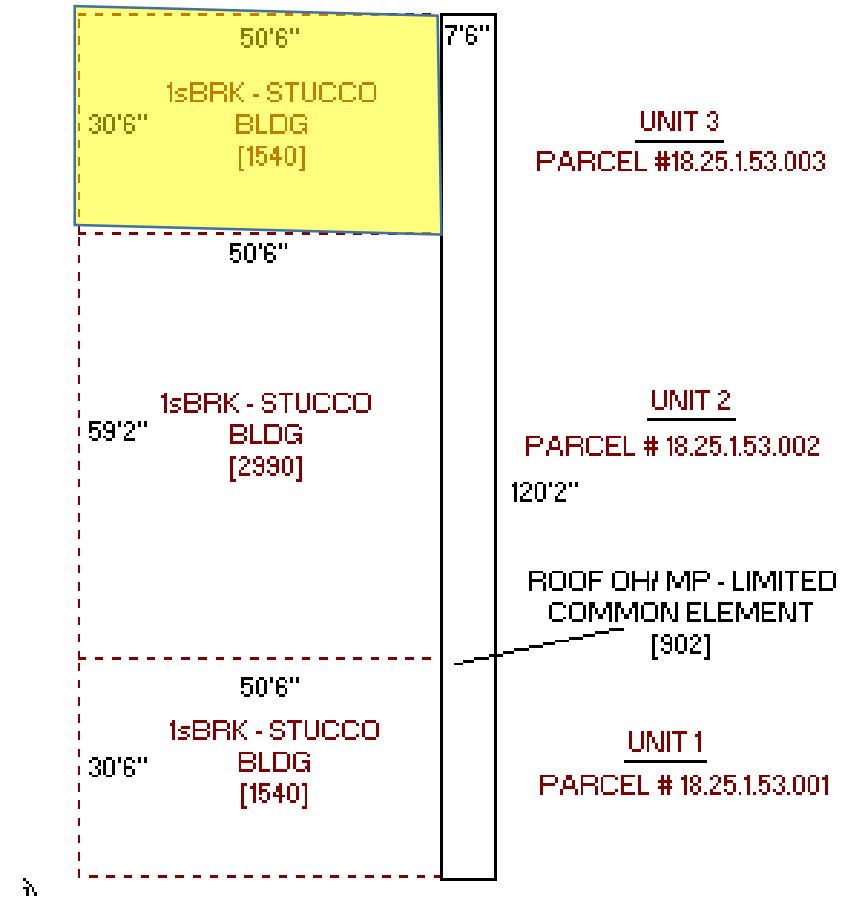 50'6"
7'6"
1sBRK - STUCCO
BLDG
[1540]
30'6"
UNIT 3
PARCEL #18.25.1.53.003
50'6"
1sBRK - STUCCO
BLDG
[2990]
59'2"
UNIT 2
PARCEL # 18.25.1.53.002
120'2"
ROOF OH/ MP - LIMITED
COMMON ELEMENT
[902]
50'6"
1sBRK - STUCCO
BLDG
[1540]
30'6"
UNIT 1
PARCEL # 18.25.1.53.001